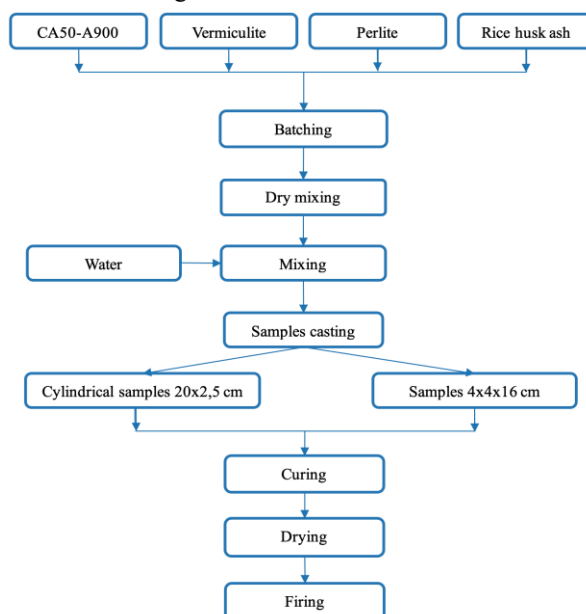 CA50-A900
Vermiculite
Perlite
Rice husk ash
Batching
Dry mixing
Water
Mixing
Samples casting
Cylindrical samples 20x2,5 cm
Samples 4x4x16 cm
Curing
Drying
Firing